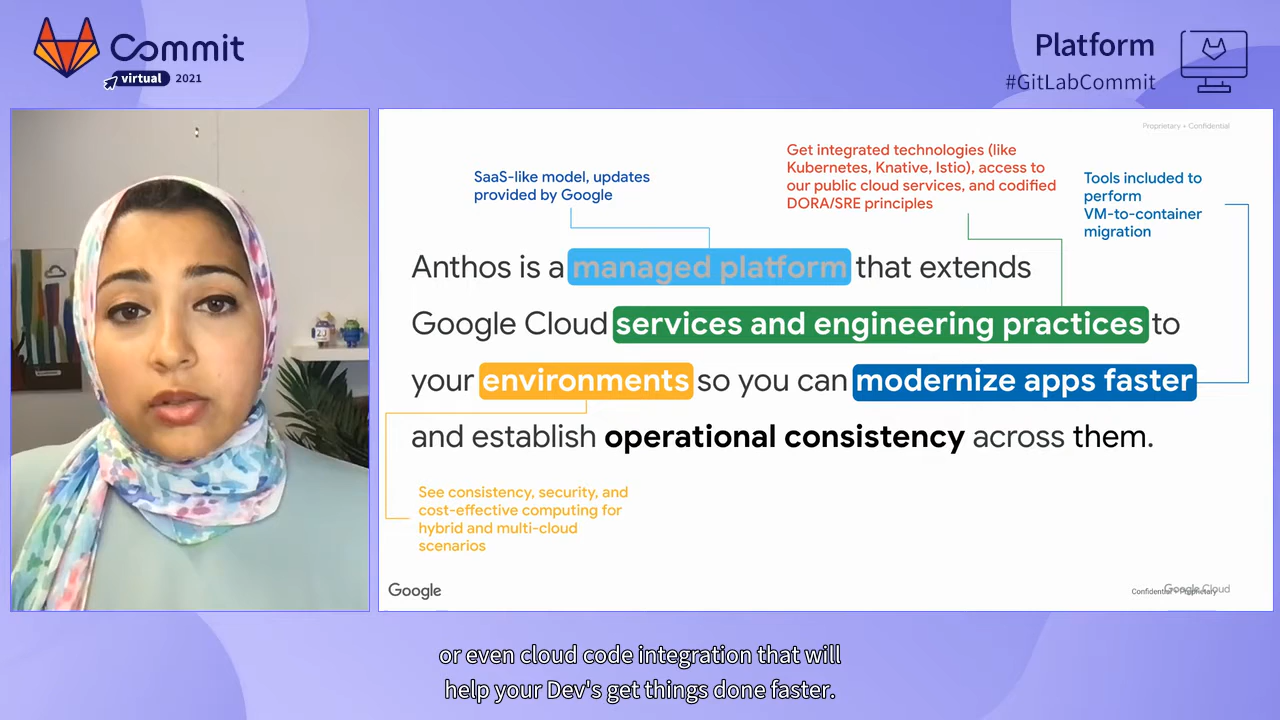 Commit
virtual 2021
Platform
#GitLabCommit
Proprietary + Confidential
SaaS-like model, updates
provided by Google
Get integrated technologies (like
Kubernetes, Knative, Istio), access to
our public cloud services, and codified
DORA/SRE principles
Tools included to
perform
VM-to-container
migration
Anthos is a managed platform that extends
Google Cloud services and engineering practices to
your environments so you can modernize apps faster
and establish operational consistency across them.
See consistency, security, and
cost-effective computing for
hybrid and multi-cloud
scenarios
Google
Google Cloud
Confidential + Proprietary
or even cloud code integration that will
help your Dev's get things done faster.